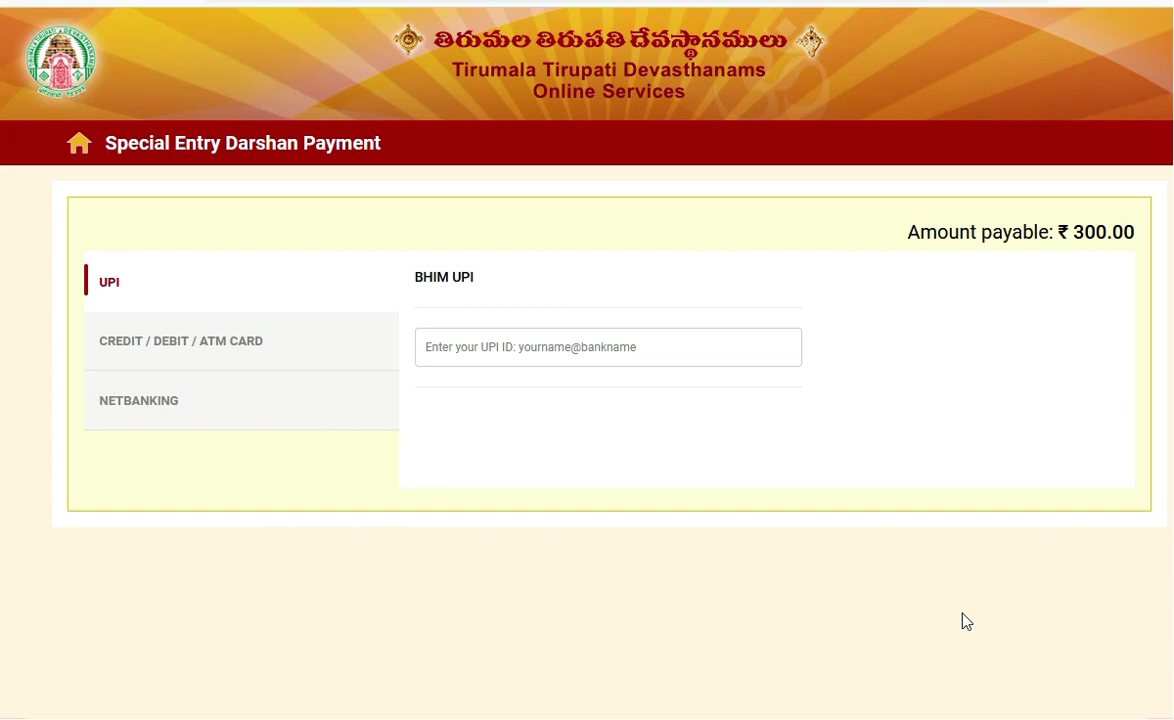 తిరుమల తిరుపతి దేవస్థానములు
Tirumala Tirupati Devasthanams
Online Services
Special Entry Darshan Payment
Amount payable: ₹ 300.00
UPI
BHIM UPI
CREDIT / DEBIT / ATM CARD
Enter your UPI ID: yourname@bankname
NETBANKING